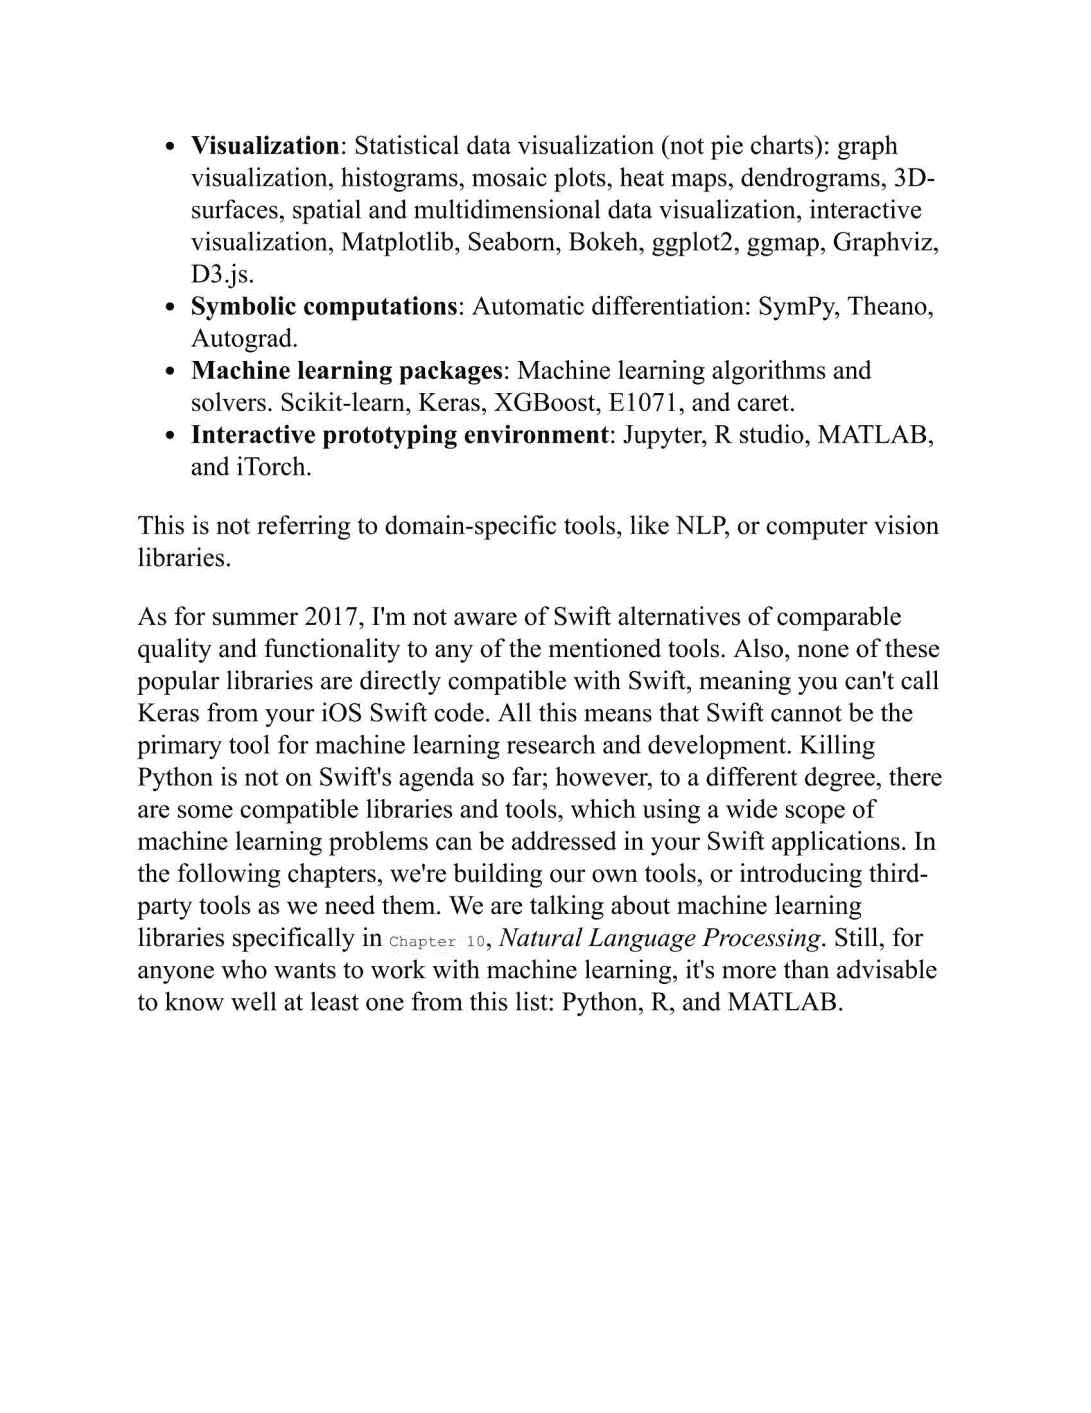 • Visualization: Statistical data visualization (not pie charts): graph
visualization, histograms, mosaic plots, heat maps, dendrograms, 3D-
surfaces, spatial and multidimensional data visualization, interactive
visualization, Matplotlib, Seaborn, Bokeh, ggplot2, ggmap, Graphviz,
D3.js.
• Symbolic computations: Automatic differentiation: SymPy, Theano,
Autograd.
• Machine learning packages: Machine learning algorithms and
solvers. Scikit-learn, Keras, XGBoost, E1071, and caret.
• Interactive prototyping environment: Jupyter, R studio, MATLAB,
and iTorch.
This is not referring to domain-specific tools, like NLP, or computer vision
libraries.
As for summer 2017, I'm not aware of Swift alternatives of comparable
quality and functionality to any of the mentioned tools. Also, none of these
popular libraries are directly compatible with Swift, meaning you can't call
Keras from your iOS Swift code. All this means that Swift cannot be the
primary tool for machine learning research and development. Killing
Python is not on Swift's agenda so far; however, to a different degree, there
are some compatible libraries and tools, which using a wide scope of
machine learning problems can be addressed in your Swift applications. In
the following chapters, we're building our own tools, or introducing third-
party tools as we need them. We are talking about machine learning
libraries specifically in Chapter 10, Natural Language Processing. Still, for
anyone who wants to work with machine learning, it's more than advisable
to know well at least one from this list: Python, R, and MATLAB.